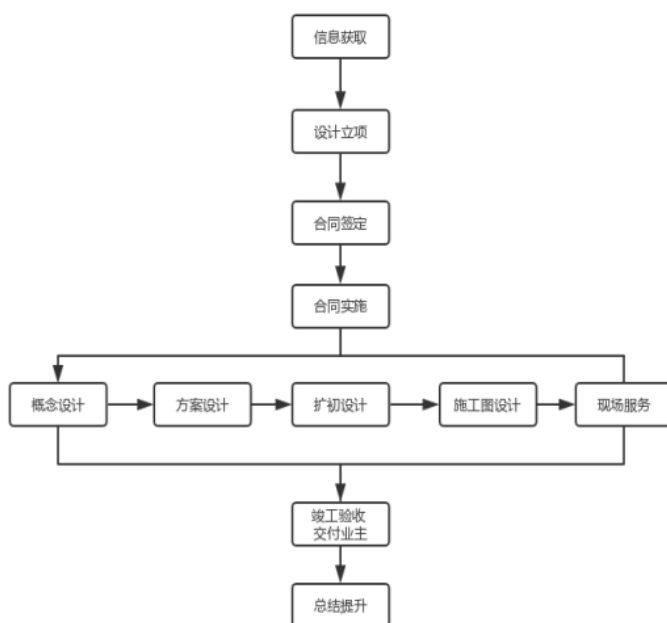 信息获取
设计立项
合同签定
合同实施
概念设计
方案设计
扩初设计
施工图设计
现场服务
竣工验收
交付业主
总结提升